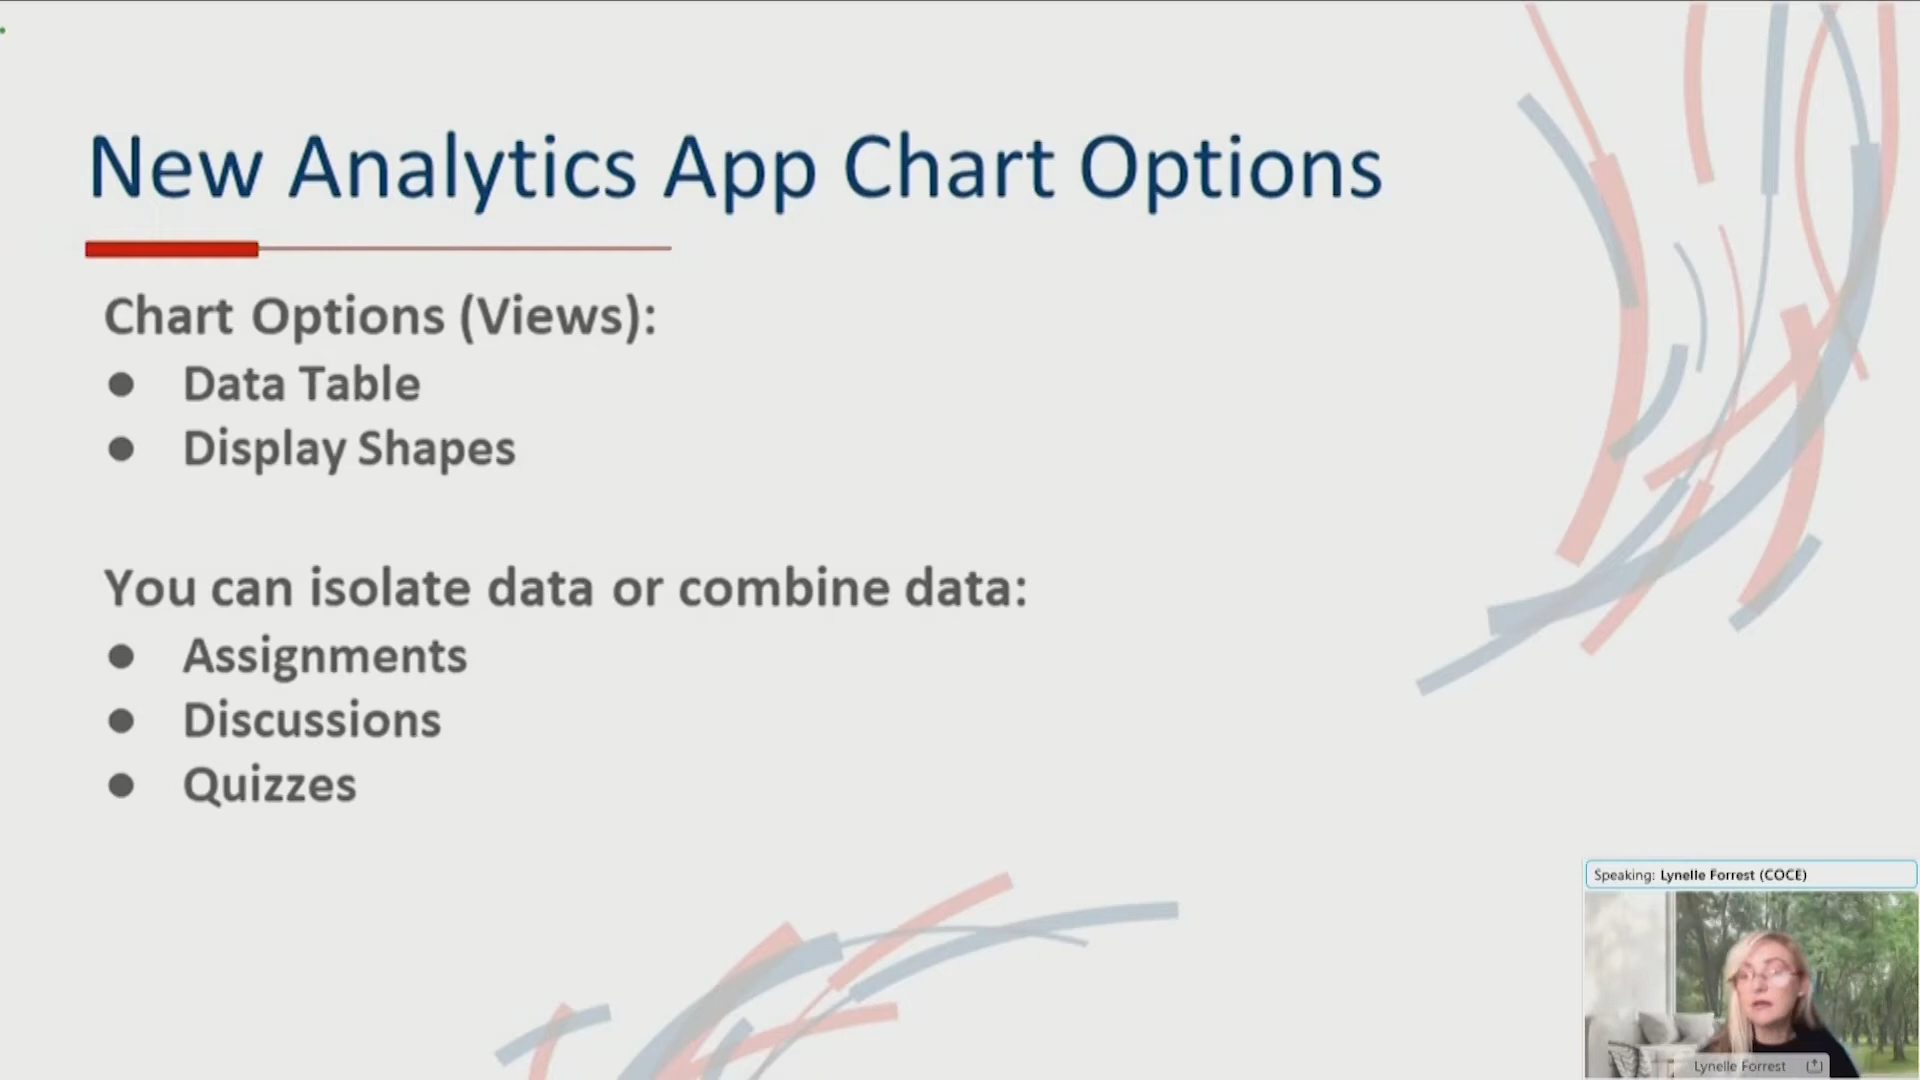 New Analytics App Chart Options
Chart Options (Views):
● Data Table
● Display Shapes
You can isolate data or combine data:
● Assignments
● Discussions
● Quizzes
Speaking: Lynelle Forrest (COCE)
Lynelle Forrest